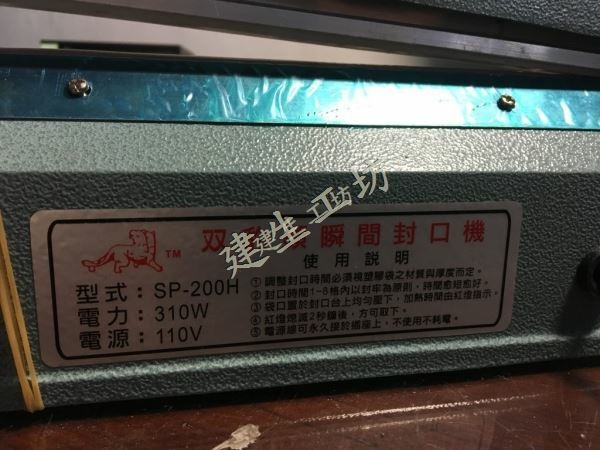 双 瞬間封口機
TM
使用說明
型式：SP-200H
電力：310W
電源：110V
①調整封口時間必須視塑膠袋之材質與厚度而定。
②封口時間1-8格內以封牢為原則，時間愈短愈好。
③袋口置於封口台上均勻壓下，加熱時間由紅燈指示。
④紅燈熄滅2秒鐘後，方可取下。
⑤電源線可永久接於插座上，不使用不耗電。
建生工坊